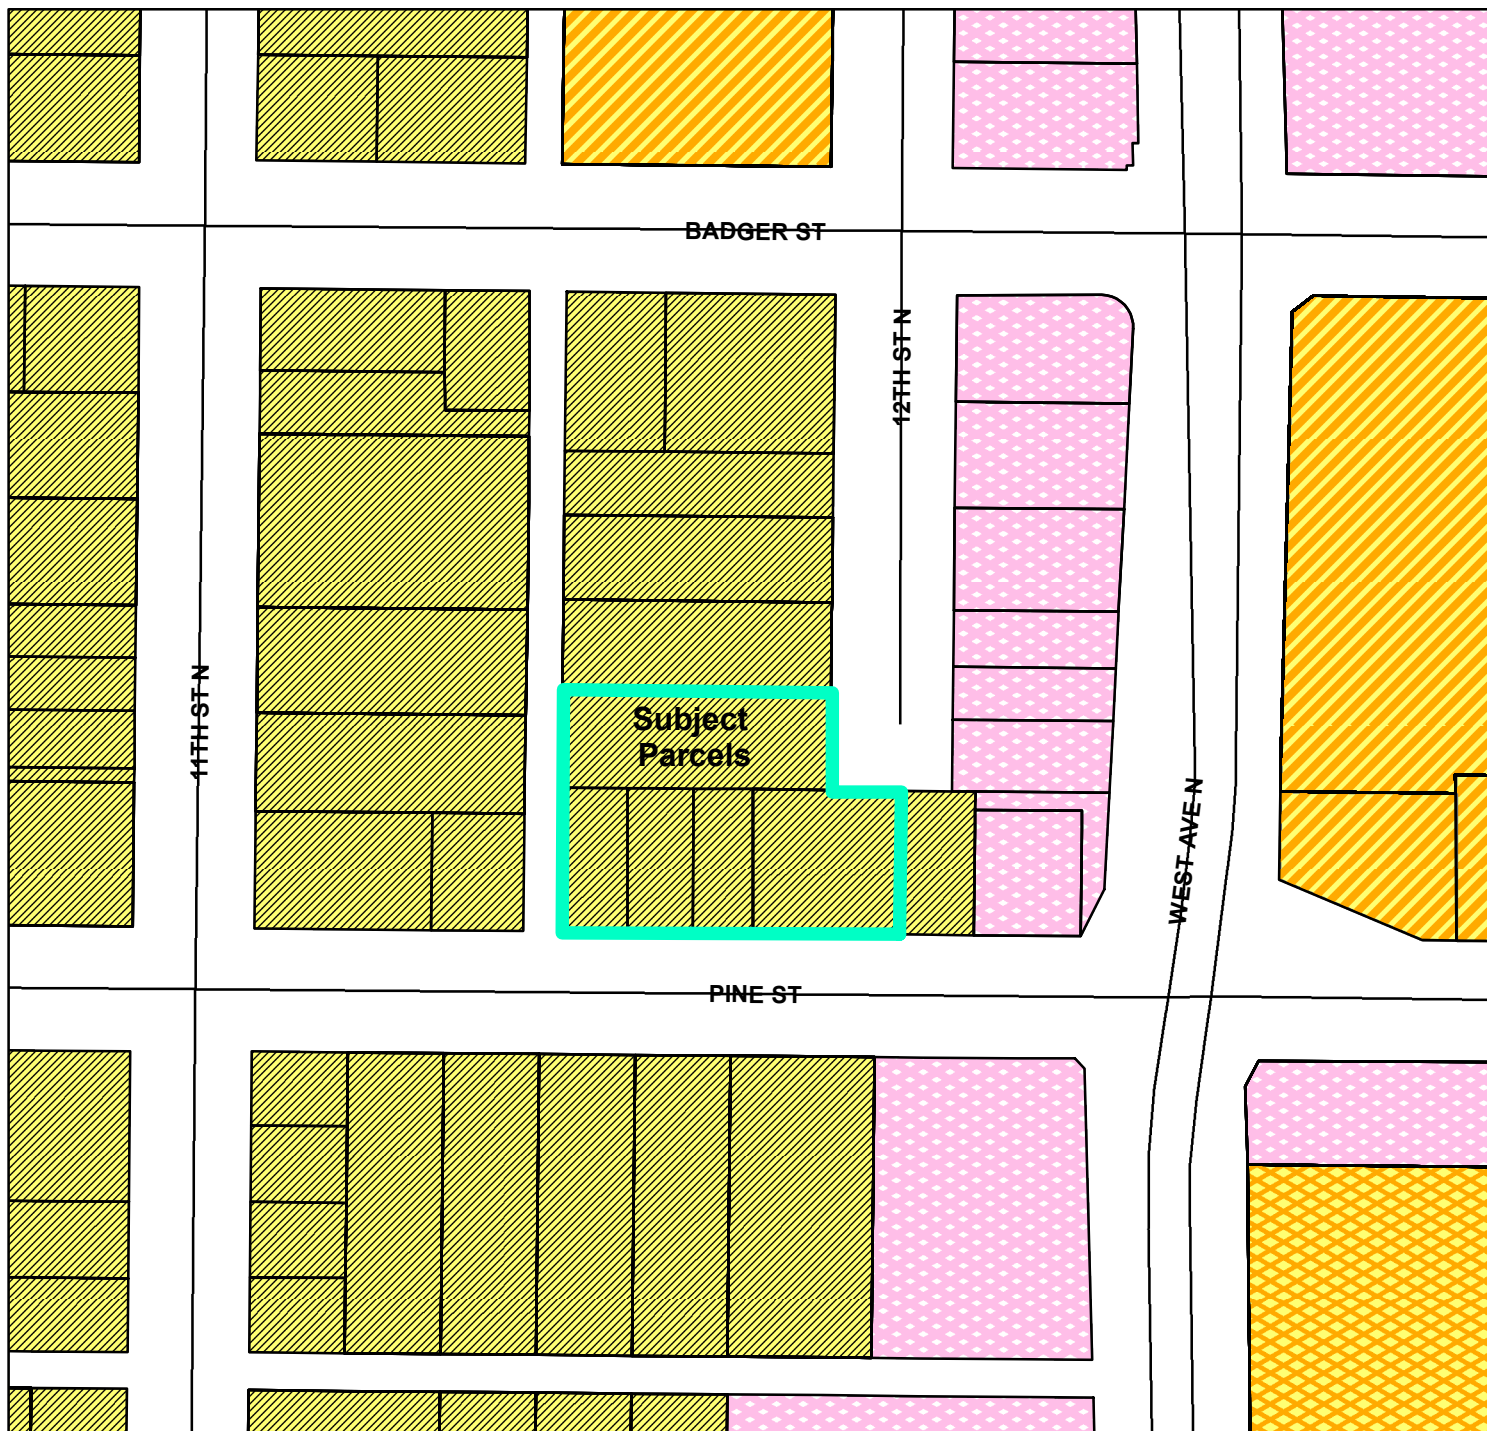 BADGER ST
12TH ST N
11TH ST N
Subject
Parcels
WEST AVE N
PINE ST